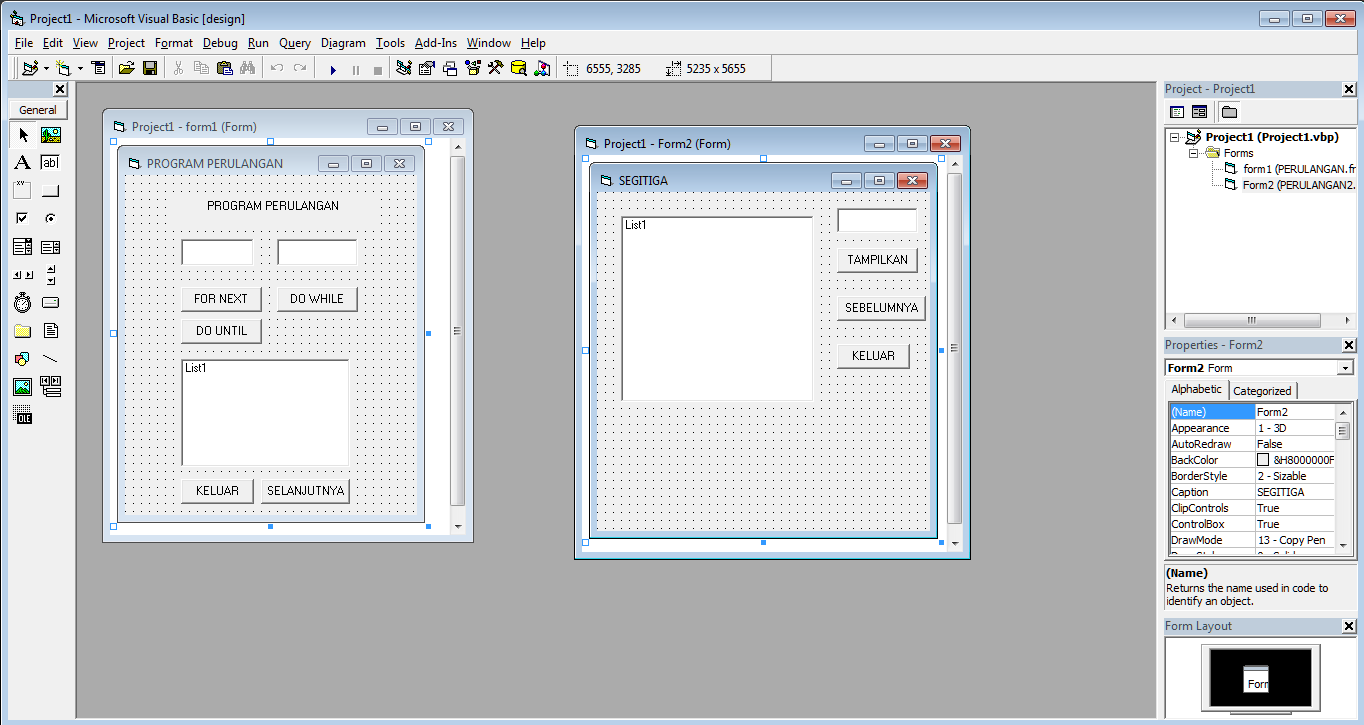 Project1 - Microsoft Visual Basic [design]
File Edit View Project Format Debug Run Query Diagram Tools Add-Ins Window Help
6555, 3285 5235 x 5655
General
A ab|
XY
OLE
Project1 - form1 (Form)
PROGRAM PERULANGAN
PROGRAM PERULANGAN
FOR NEXT DO WHILE
DO UNTIL
List1
KELUAR SELANJUTNYA
Project1 - Form2 (Form)
SEGITIGA
List1
TAMPILKAN
SEBELUMNYA
KELUAR
Project - Project1
Project1 (Project1.vbp)
Forms
form1 (PERULANGAN.fr
Form2 (PERULANGAN2.
Properties - Form2
Form2 Form
Alphabetic Categorized
(Name) Form2
Appearance 1 - 3D
AutoRedraw False
BackColor &H8000000F
BorderStyle 2 - Sizable
Caption SEGITIGA
ClipControls True
ControlBox True
DrawMode 13 - Copy Pen
(Name)
Returns the name used in code to
identify an object.
Form Layout
Forr